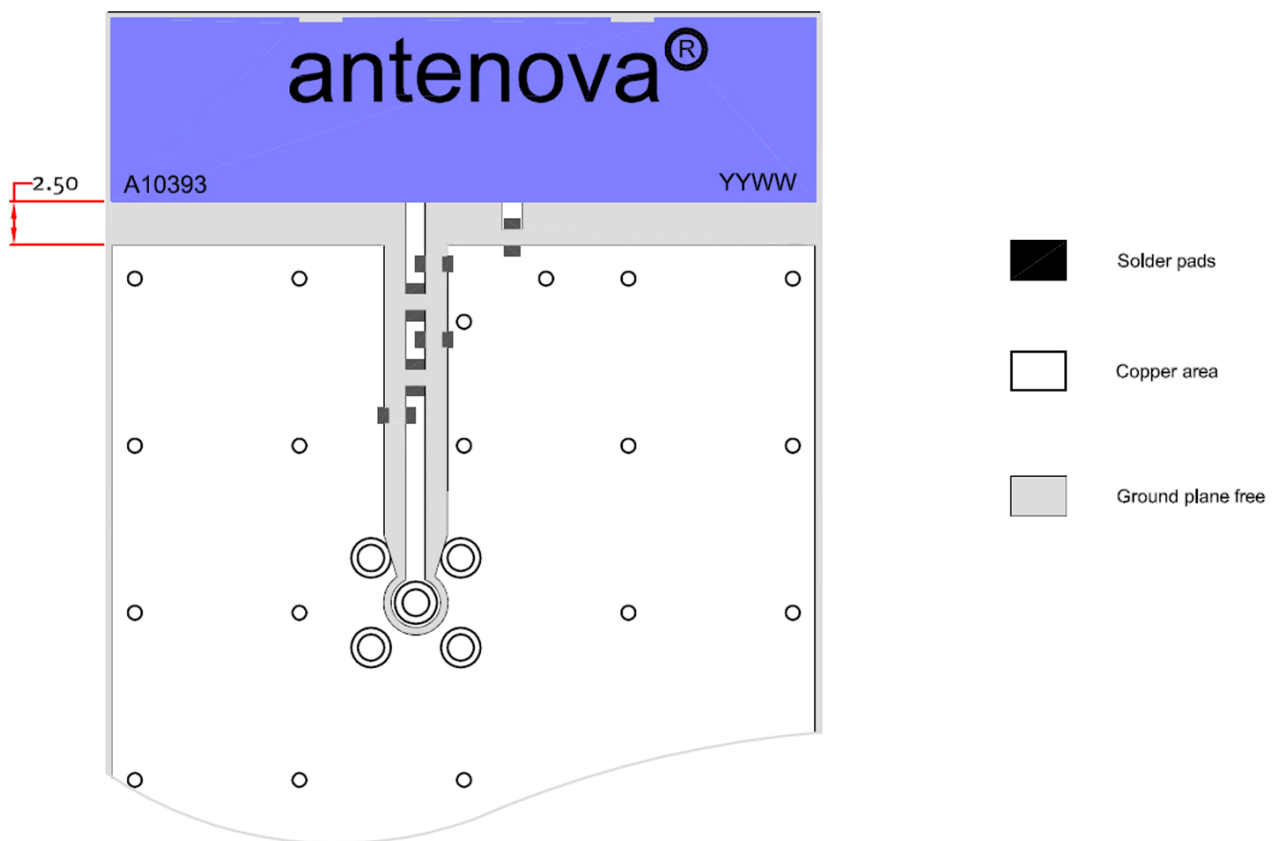 antenova®
2.50
A10393
YYWW
Solder pads
Copper area
Ground plane free